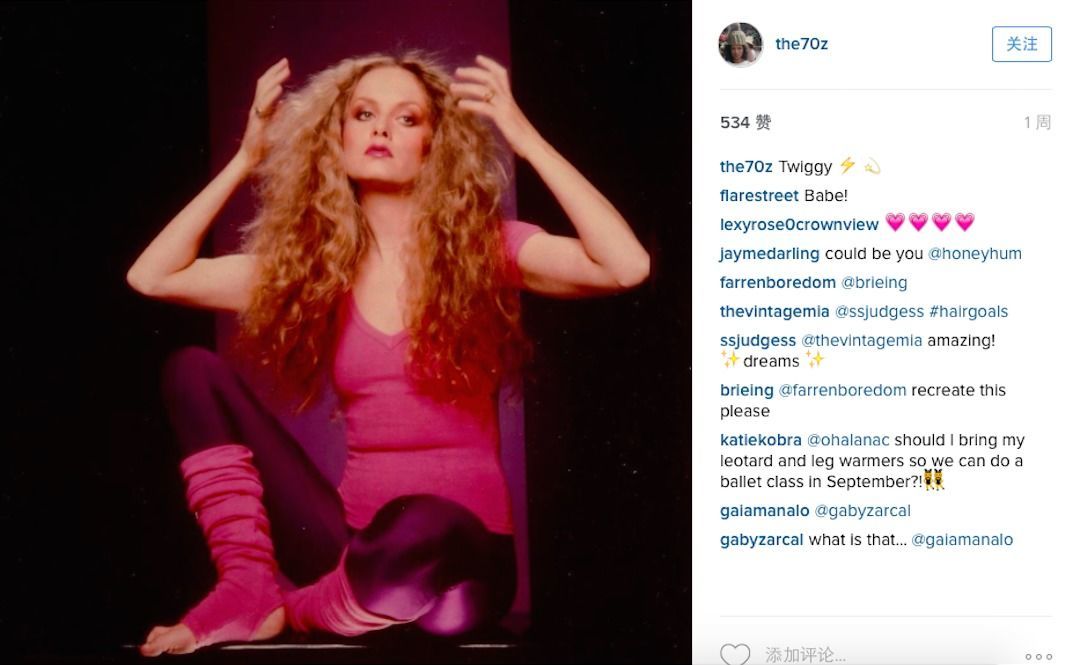 the70z
关注
534 赞
1 周
the70z Twiggy ⚡ 💫
flarestreet Babe!
lexyrose0crownview 💗💗💗💗
jaymedarling could be you @honeyhum
farrenboredom @brieing
thevintagemia @ssjudgess #hairgoals
ssjudgess @thevintagemia amazing!
✨dreams ✨
brieing @farrenboredom recreate this
please
katiekobra @ohalanac should I bring my
leotard and leg warmers so we can do a
ballet class in September?!👯
gaiamanalo @gabyzarcal
gabyzarcal what is that... @gaiamanalo
添加评论...